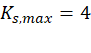 K_{s,max} = 4